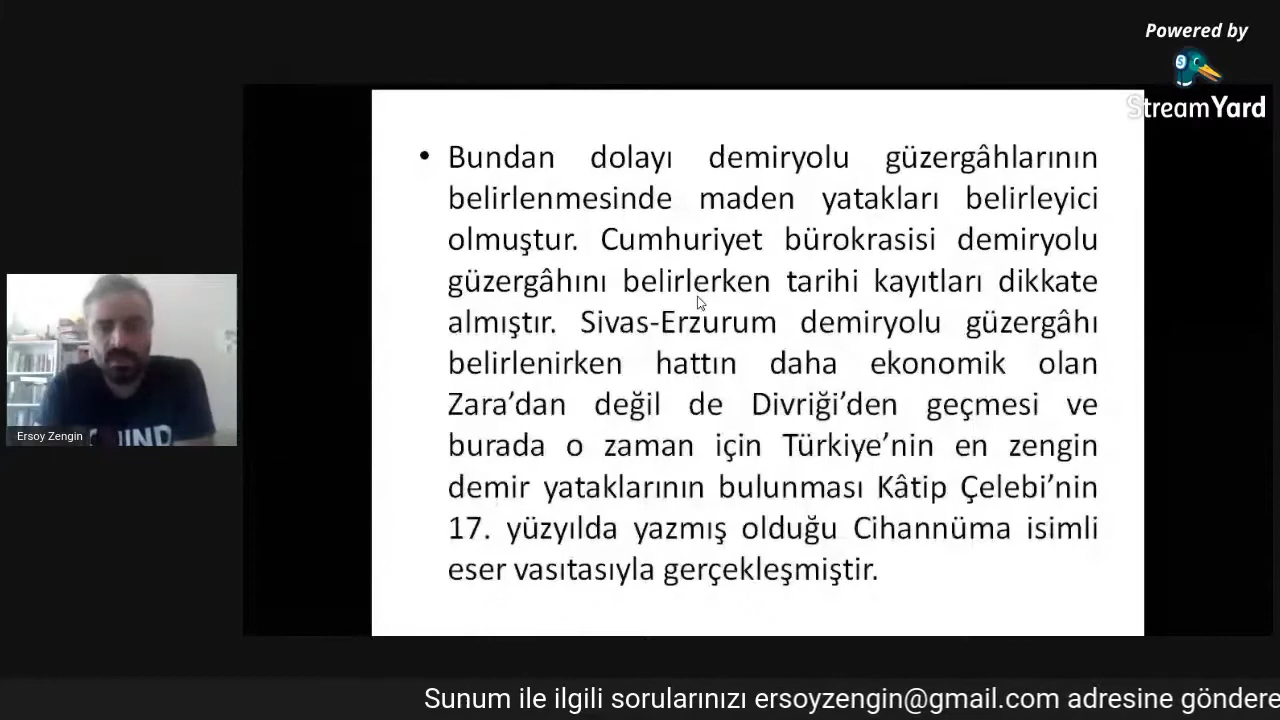 Powered by
StreamYard
• Bundan dolayı demiryolu güzergâhlarının
belirlenmesinde maden yatakları belirleyici
olmuştur. Cumhuriyet bürokrasisi demiryolu
güzergâhını belirlerken tarihi kayıtları dikkate
almıştır. Sivas-Erzurum demiryolu güzergâhı
belirlenirken hattın daha ekonomik olan
Zara’dan değil de Divriği’den geçmesi ve
burada o zaman için Türkiye’nin en zengin
demir yataklarının bulunması Kâtip Çelebi’nin
17. yüzyılda yazmış olduğu Cihannüma isimli
eser vasıtasıyla gerçekleşmiştir.
Ersoy Zengin
Sunum ile ilgili sorularınızı ersoyzengin@gmail.com adresine göndere